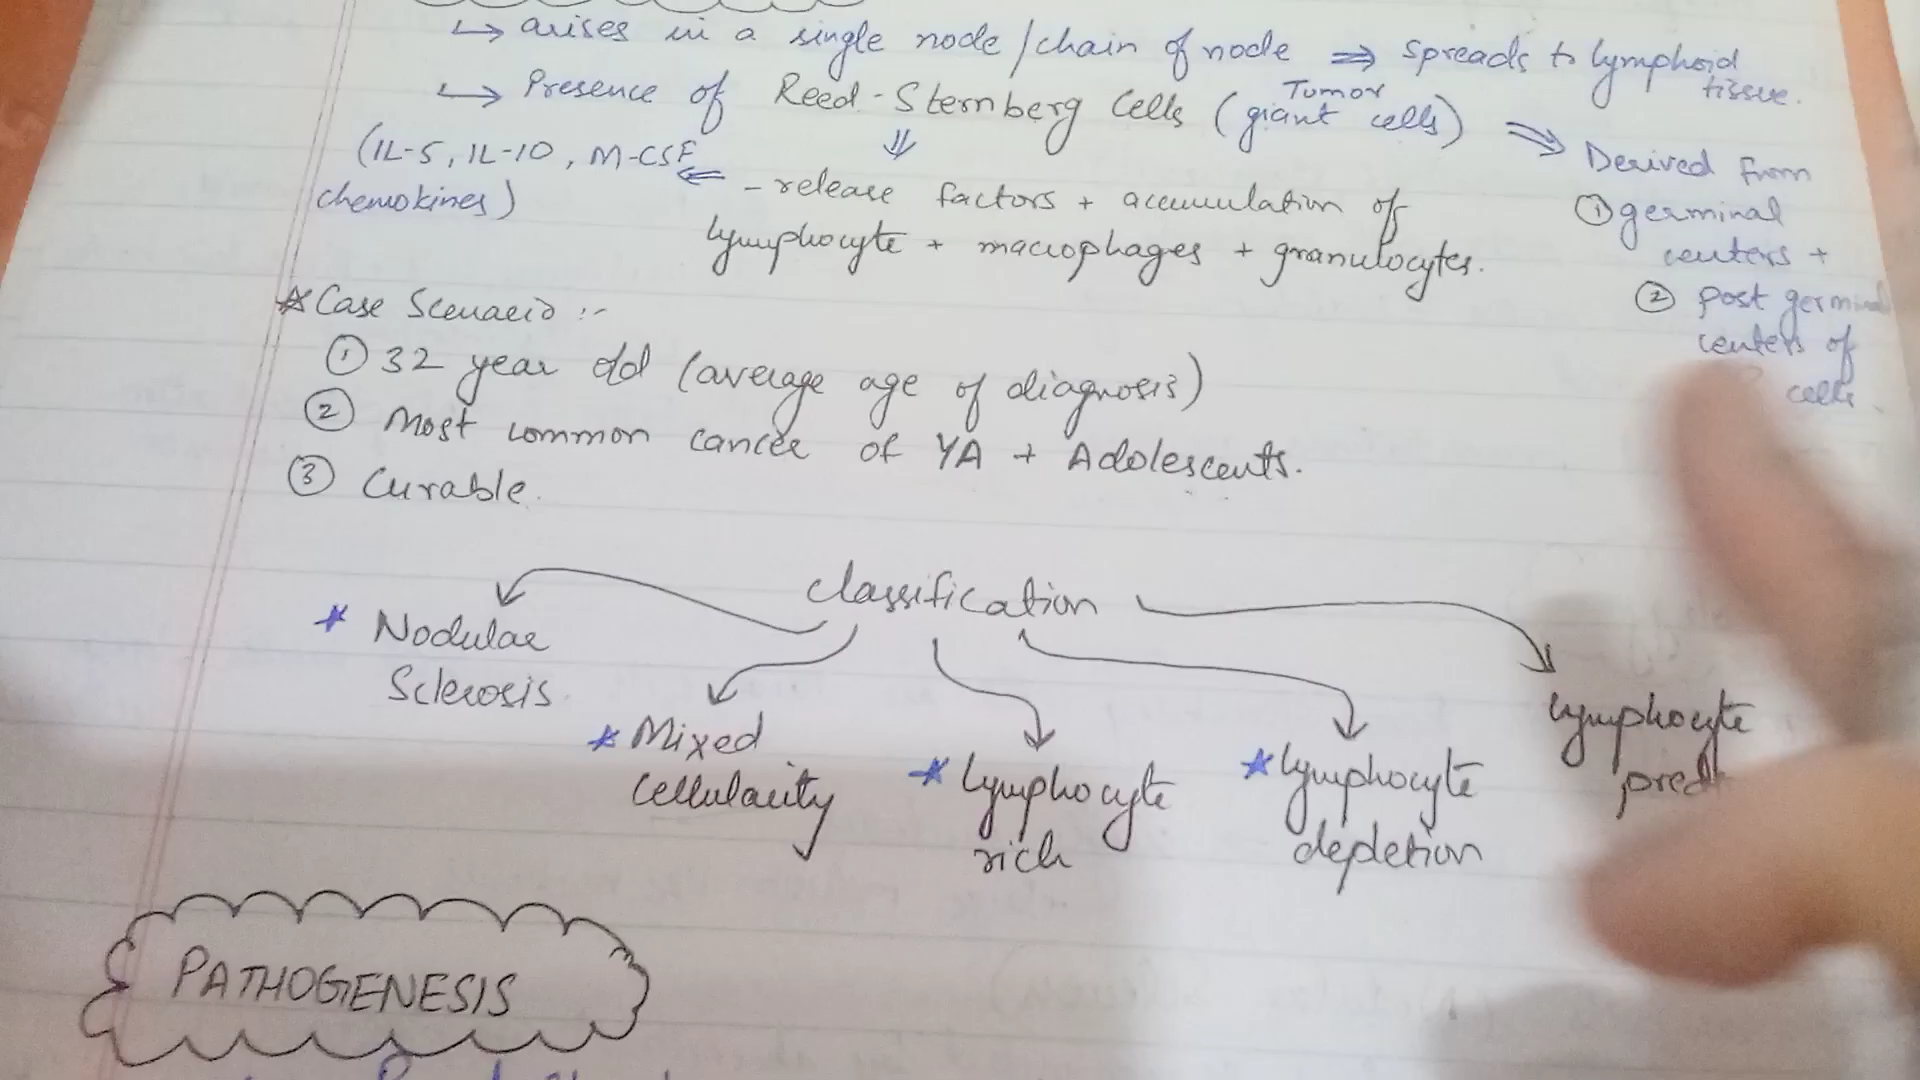 ↳ arises in a single node/chain of node ⇒ spreads to lymphoid tissue.
↳ Presence of Reed-Sternberg Cells (Tumor giant cells) ⇒ Derived from
① germinal centers +
② post germinal centers of cells
⇓
- release factors + accumulation of
lymphocyte + macrophages + granulocytes.
⇐ (IL-5, IL-10, M-CSF
chemokines)
☆ Case Scenario :-
① 32 year old (average age of diagnosis)
② Most common cancer of YA + Adolescents.
③ Curable.
classification
* Nodular
Sclerosis
* Mixed
cellularity
* lymphocyte
rich
* lymphocyte
depletion
lymphocyte
PATHOGENESIS